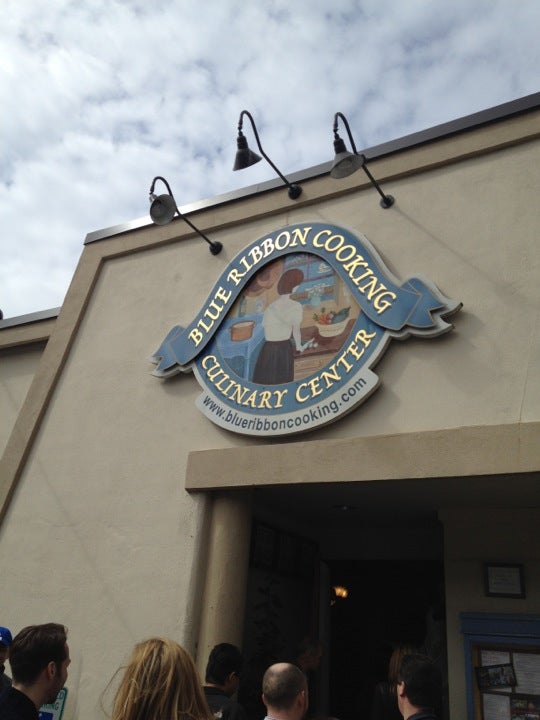 BLUE RIBBON COOKING
CULINARY CENTER
www.blueribboncooking.com